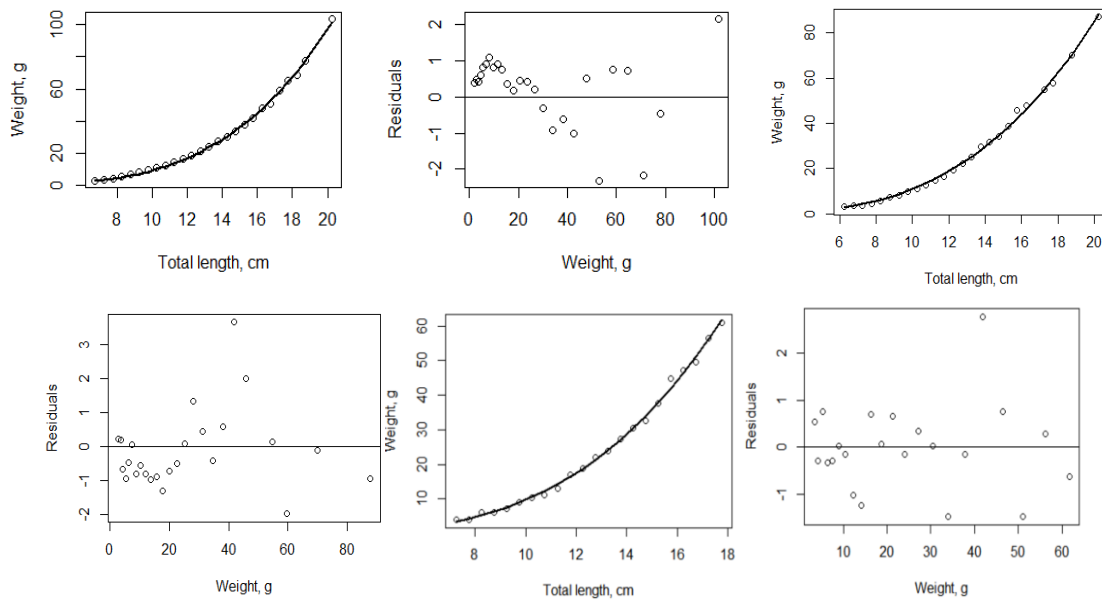 Weight, g
100
60
20
0
8 10 12 14 16 18 20
Total length, cm
Residuals
2
1
0
-1
-2
0 20 40 60 80 100
Weight, g
Weight, g
80
60
40
20
0
6 8 10 12 14 16 18 20
Total length, cm
Residuals
3
2
1
0
-1
-2
0 20 40 60 80
Weight, g
Weight, g
60
50
40
30
20
10
8 10 12 14 16 18
Total length, cm
Residuals
2
1
0
-1
10 20 30 40 50 60
Weight, g